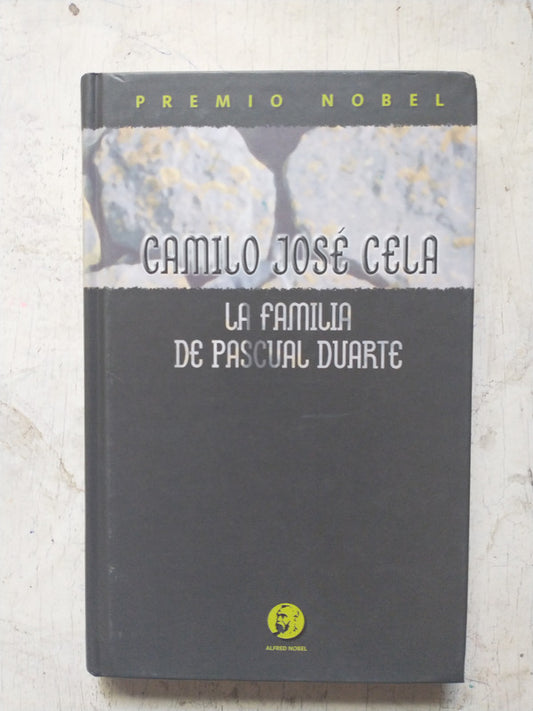 PREMIO NOBEL
CAMILO JOSÉ CELA
LA FAMILIA
DE PASCUAL DUARTE
ALFRED NOBEL